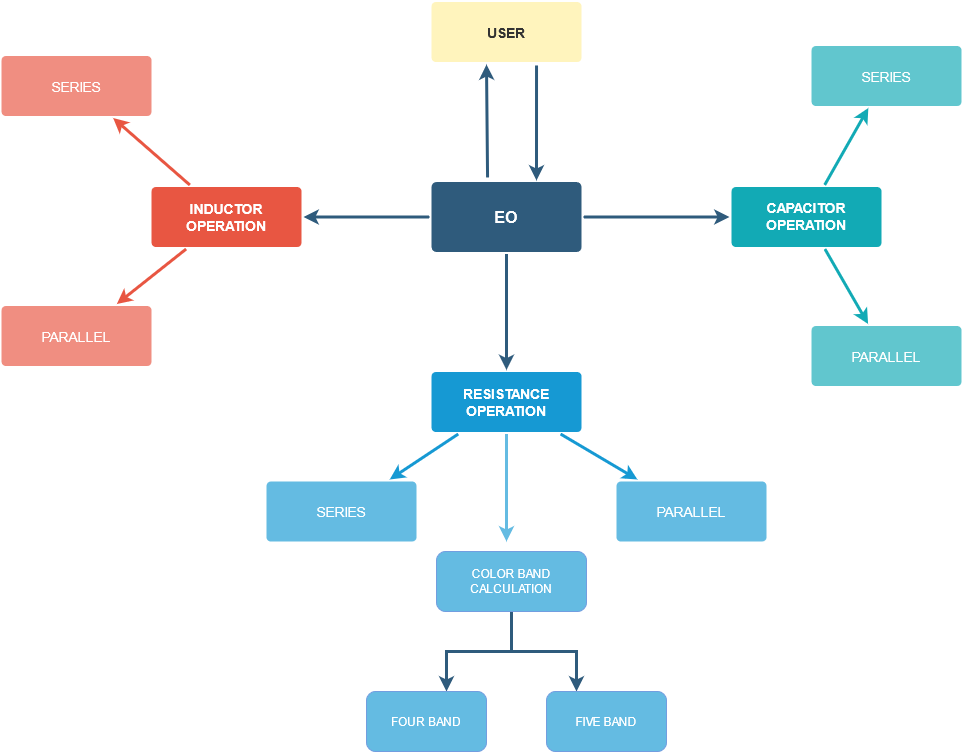 USER
SERIES
SERIES
INDUCTOR
OPERATION
EO
CAPACITOR
OPERATION
PARALLEL
PARALLEL
RESISTANCE
OPERATION
SERIES
PARALLEL
COLOR BAND
CALCULATION
FOUR BAND
FIVE BAND